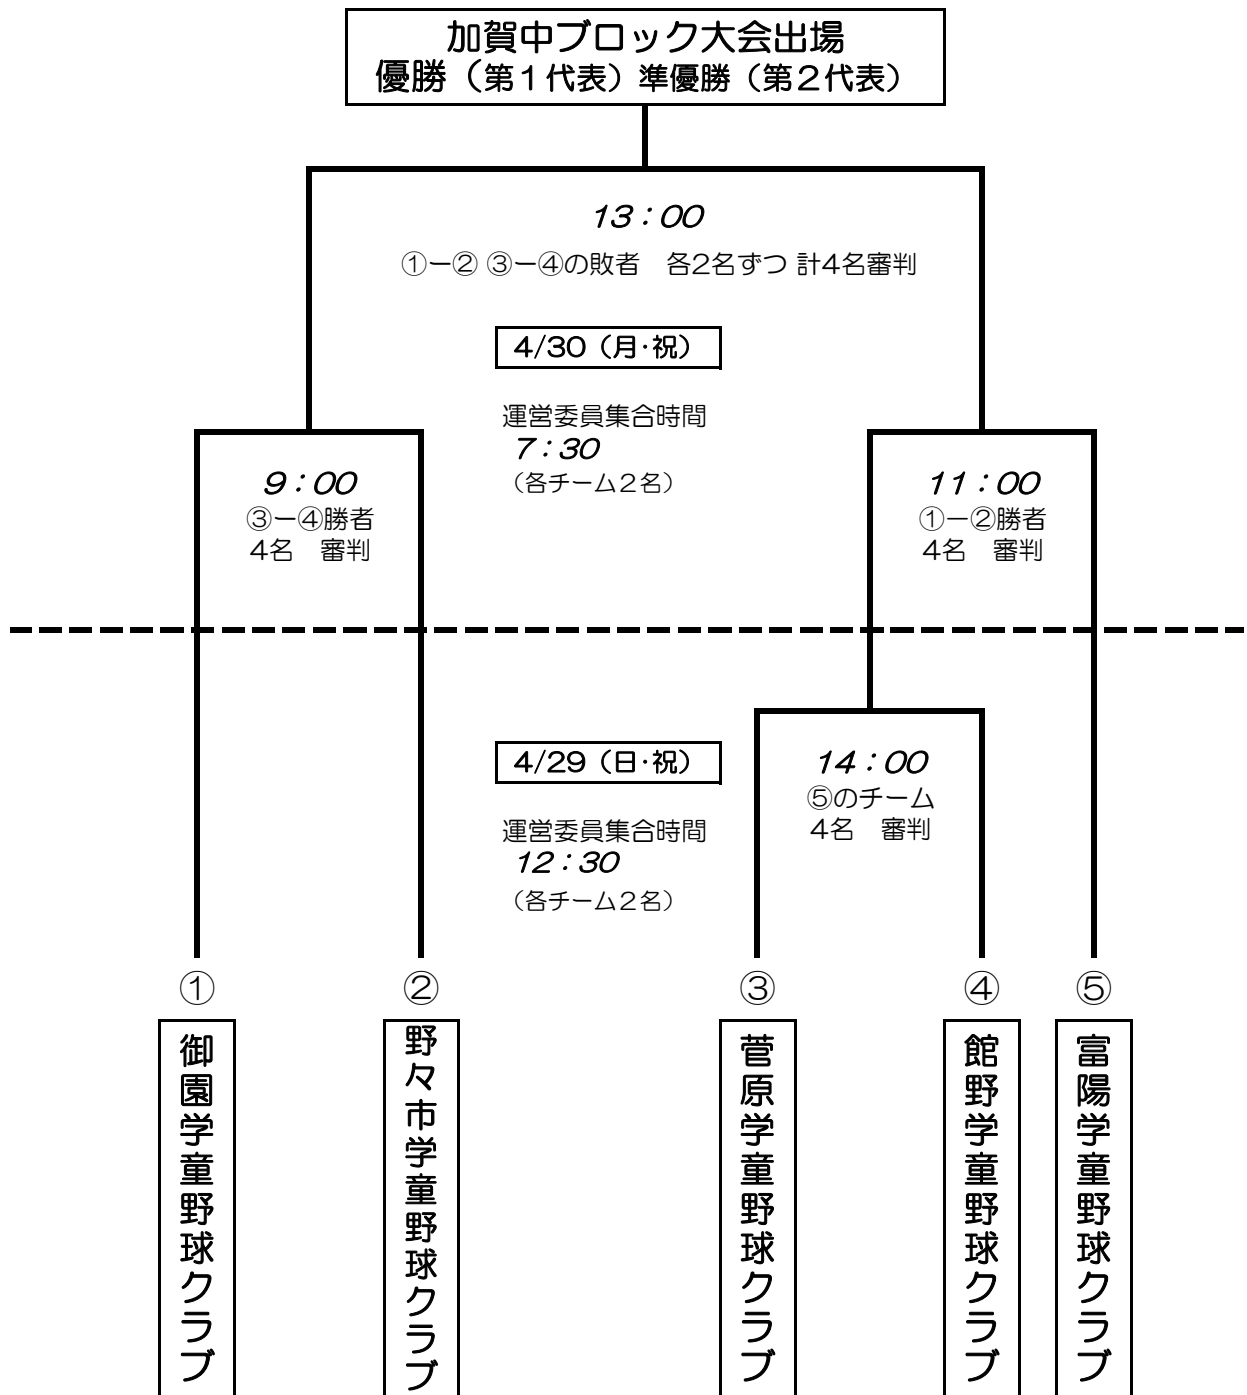 加賀中ブロック大会出場
優勝（第１代表）準優勝（第２代表）
13：00
①ー② ③ー④の敗者　各2名ずつ 計4名審判
4/30（月･祝）
運営委員集合時間
7：30
（各チーム２名）
9：00
③ー④勝者
4名　審判
11：00
①ー②勝者
4名　審判
4/29（日･祝）
運営委員集合時間
12：30
（各チーム２名）
14：00
⑤のチーム
4名　審判
①
②
③
④
⑤
御園学童野球クラブ
野々市学童野球クラブ
菅原学童野球クラブ
館野学童野球クラブ
富陽学童野球クラブ